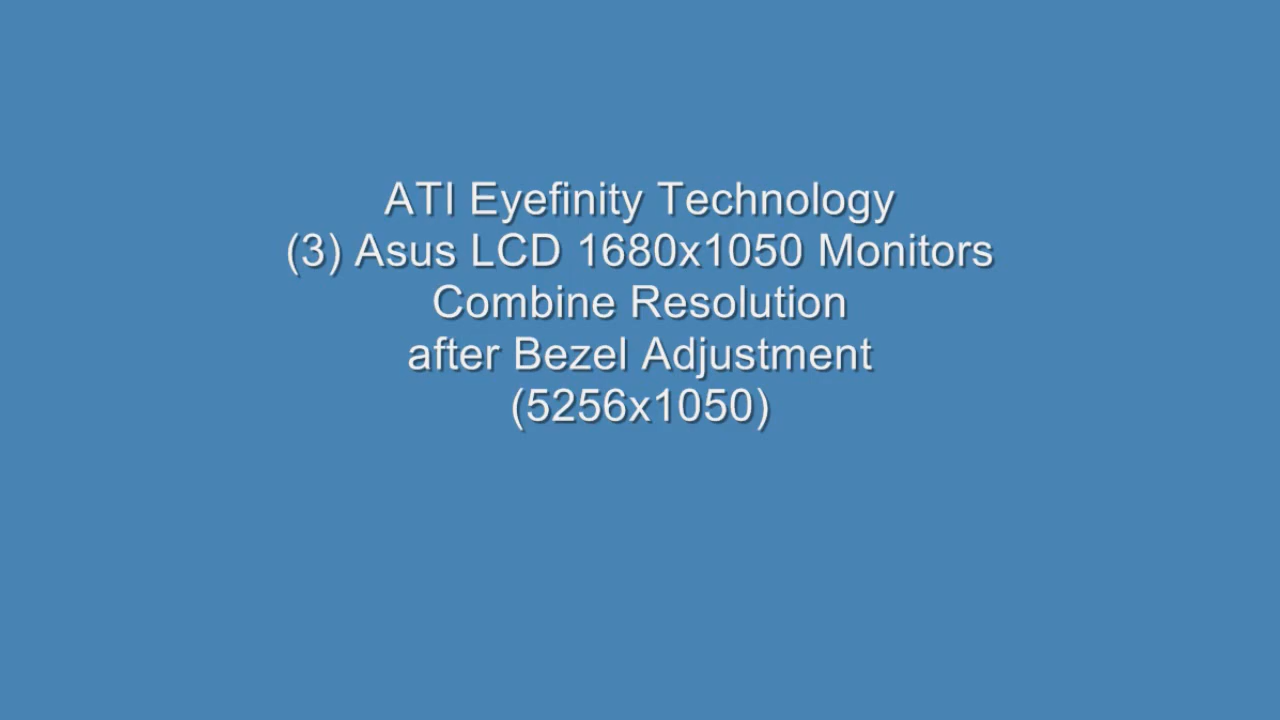 ATI Eyefinity Technology
(3) Asus LCD 1680x1050 Monitors
Combine Resolution
after Bezel Adjustment
(5256x1050)